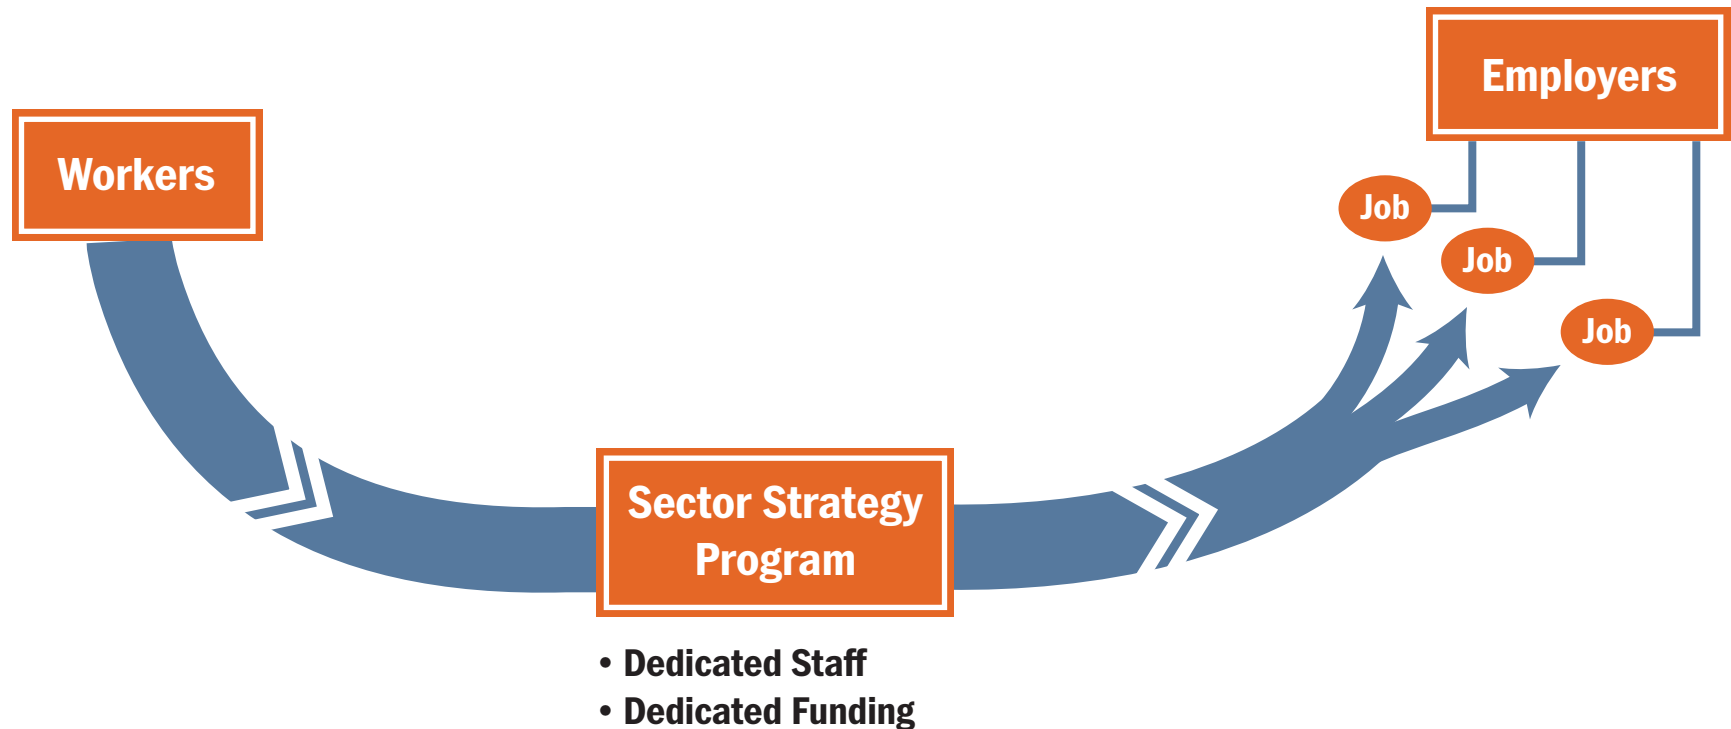 Employers
Workers
Job
Job
Job
Sector Strategy
Program
• Dedicated Staff
• Dedicated Funding